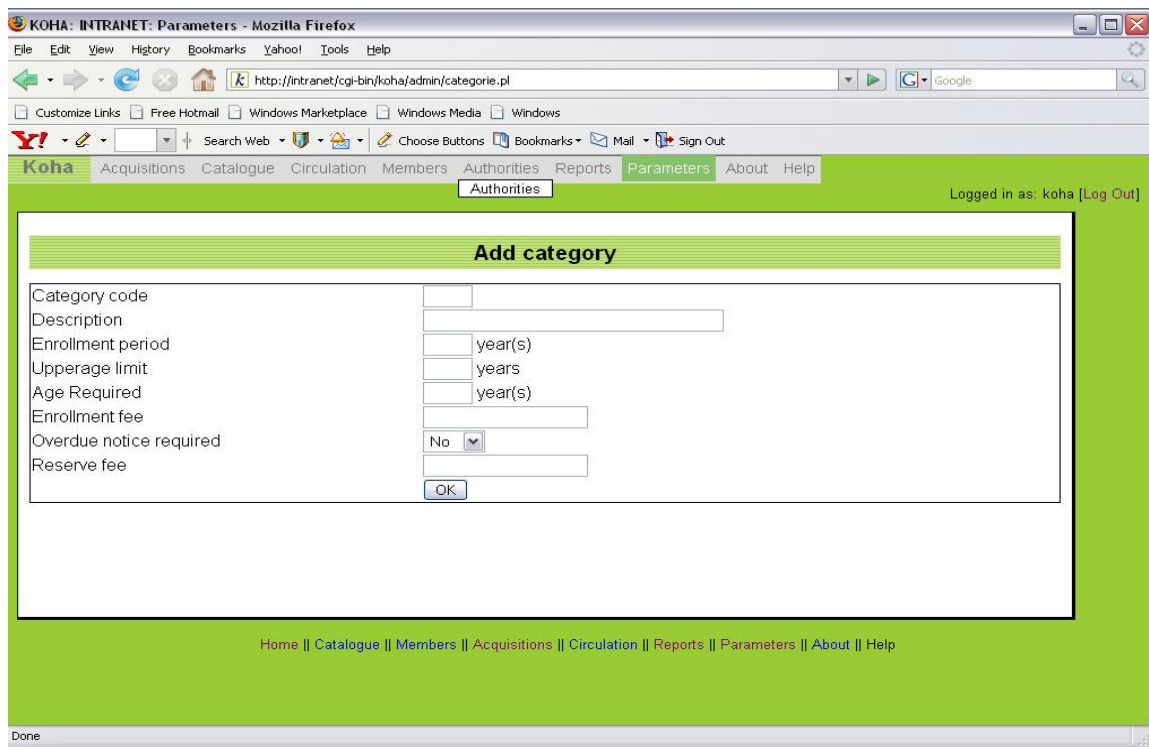 KOHA: INTRANET: Parameters - Mozilla Firefox
File Edit View History Bookmarks Yahoo! Tools Help
http://intranet/cgi-bin/koha/admin/categorie.pl Google
Customize Links Free Hotmail Windows Marketplace Windows Media Windows
Y! Search Web Choose Buttons Bookmarks Mail Sign Out
Koha Acquisitions Catalogue Circulation Members Authorities Reports Parameters About Help
Authorities
Logged in as: koha [Log Out]
Add category
Category code
Description
Enrollment period year(s)
Upperage limit years
Age Required year(s)
Enrollment fee
Overdue notice required No
Reserve fee
OK
Home || Catalogue || Members || Acquisitions || Circulation || Reports || Parameters || About || Help
Done